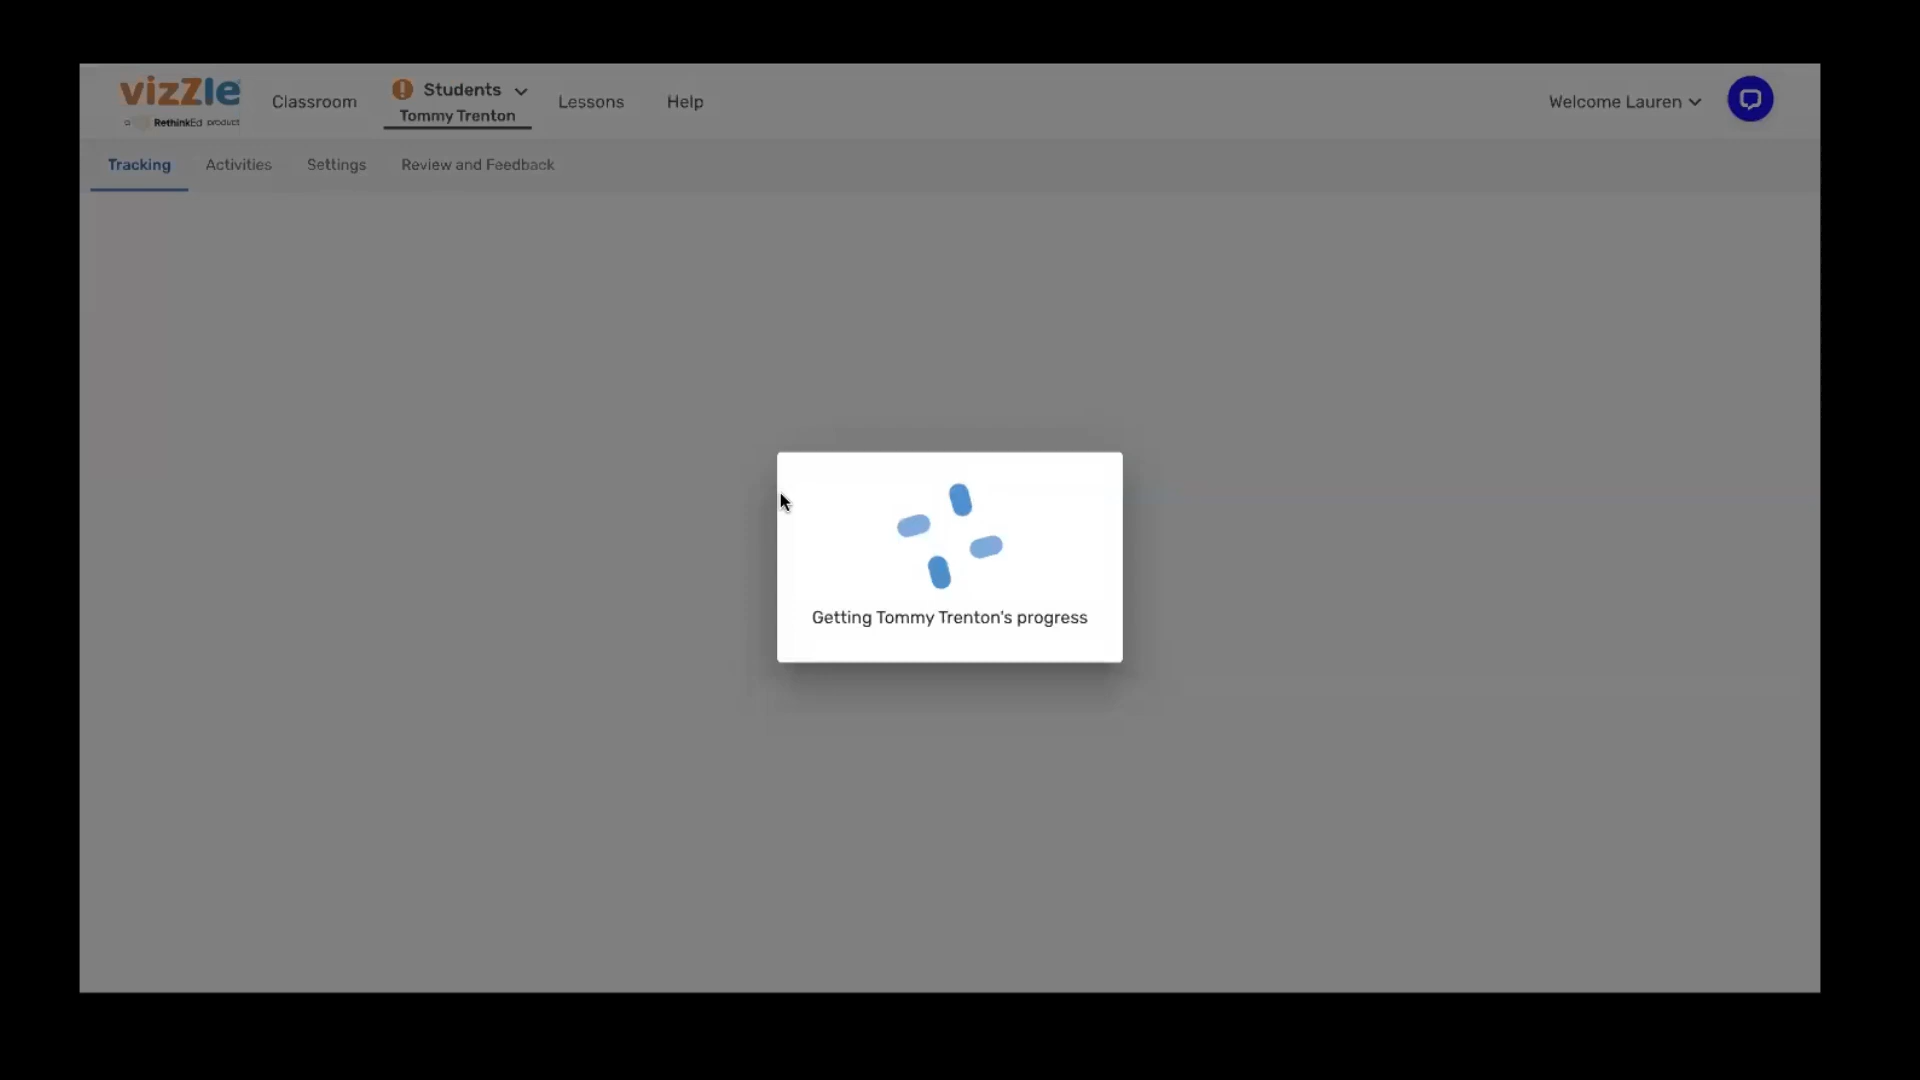 vizZle
a RethinkEd product
Classroom
Students
Tommy Trenton
Lessons
Help
Welcome Lauren
Tracking
Activities
Settings
Review and Feedback
Getting Tommy Trenton's progress